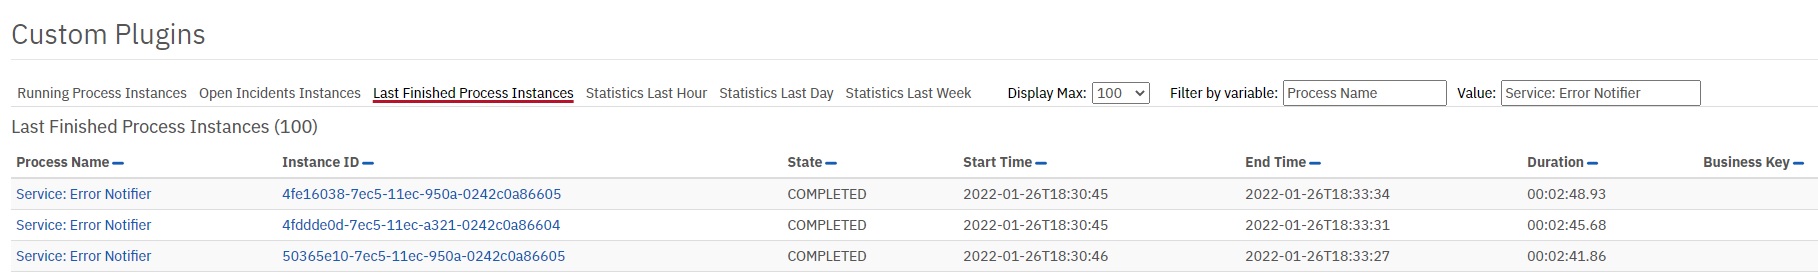 Custom Plugins
Running Process Instances Open Incidents Instances Last Finished Process Instances Statistics Last Hour Statistics Last Day Statistics Last Week Display Max: 100 Filter by variable: Process Name Value: Service: Error Notifier
Last Finished Process Instances (100)
Process Name Instance ID State Start Time End Time Duration Business Key
Service: Error Notifier 4fe16038-7ec5-11ec-950a-0242c0a86605 COMPLETED 2022-01-26T18:30:45 2022-01-26T18:33:34 00:02:48.93
Service: Error Notifier 4fddde0d-7ec5-11ec-a321-0242c0a86604 COMPLETED 2022-01-26T18:30:45 2022-01-26T18:33:31 00:02:45.68
Service: Error Notifier 50365e10-7ec5-11ec-950a-0242c0a86605 COMPLETED 2022-01-26T18:30:46 2022-01-26T18:33:27 00:02:41.86